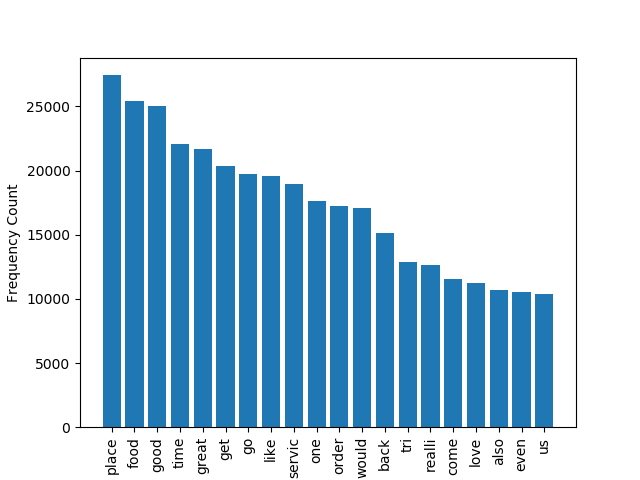 25000
20000
15000
10000
5000
0
Frequency Count
place
food
good
time
great
get
go
like
servic
one
order
would
back
tri
realli
come
love
also
even
us